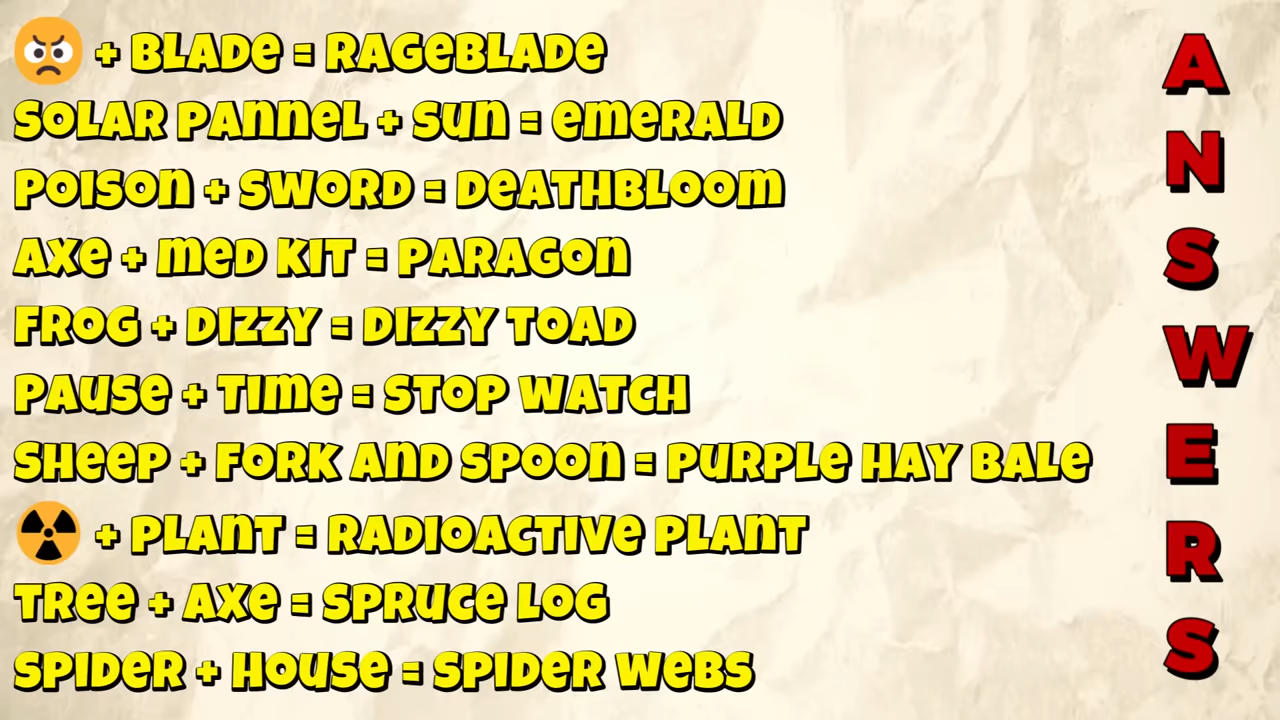 😠 + BLADE = RAGEBLADE
SOLAR PANNEL + SUN = EMERALD
POISON + SWORD = DEATHBLOOM
AXE + MED KIT = PARAGON
FROG + DIZZY = DIZZY TOAD
PAUSE + TIME = STOP WATCH
SHEEP + FORK AND SPOON = PURPLE HAY BALE
☢ + PLANT = RADIOACTIVE PLANT
TREE + AXE = SPRUCE LOG
SPIDER + HOUSE = SPIDER WEBS
ANSWERS